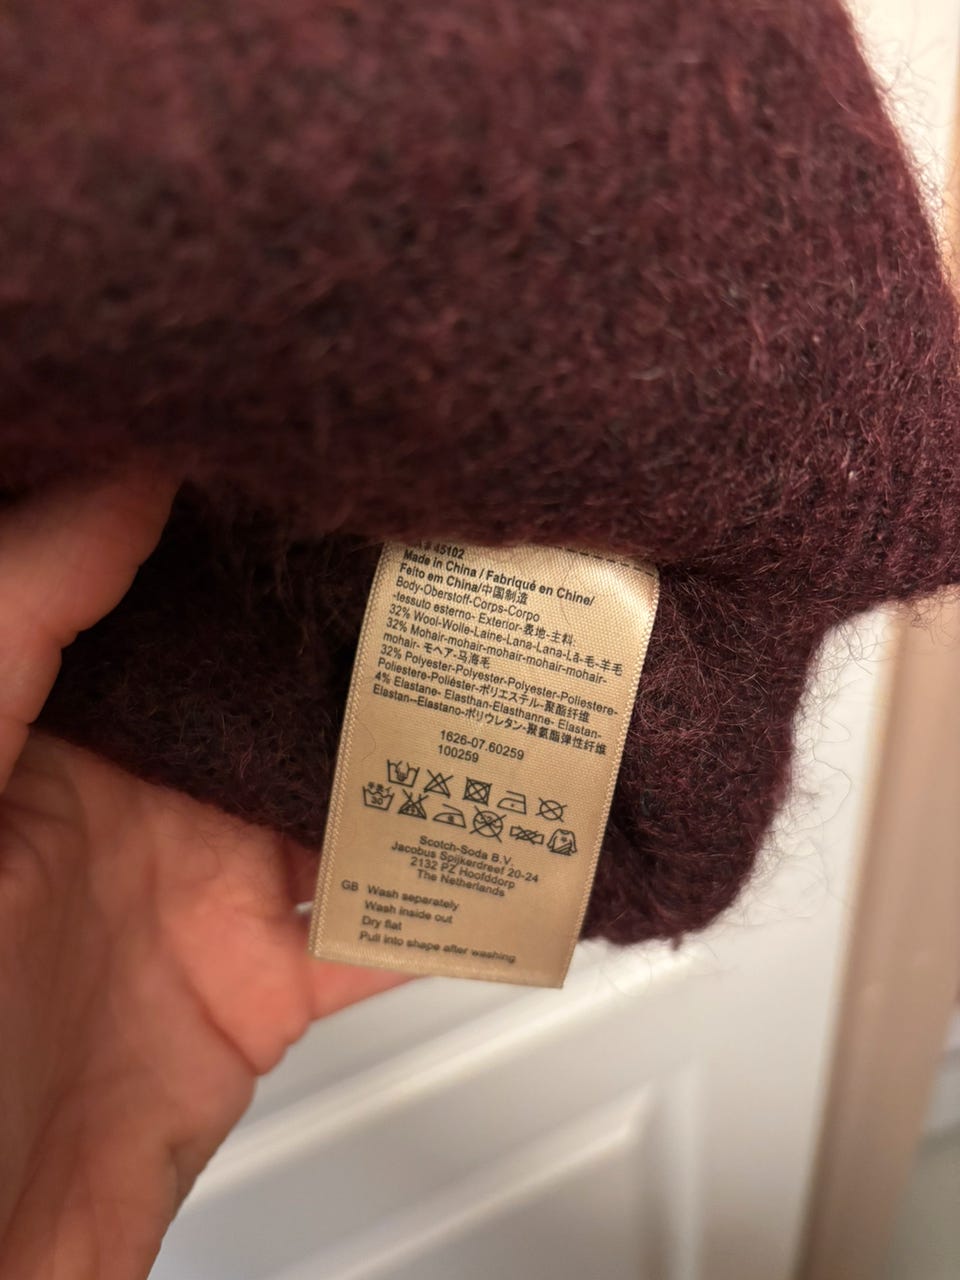 45102
Made in China / Fabriqué en Chine/
Feito em China/中国制造
Body-Oberstoff-Corps-Corpo
-tessuto esterno- Exterior-表地-主料
32% Wool-Wolle-Laine-Lana-Lana-Lã-毛-羊毛
32% Mohair-mohair-mohair-mohair-mohair-
mohair- モヘア-马海毛
32% Polyester-Polyester-Polyester-Poliestere-
Poliestere-Poliéster-ポリエステル-聚酯纤维
4% Elastane- Elasthan-Elasthanne- Elastan-
Elastan--Elastano-ポリウレタン-聚氨酯弹性纤维
1626-07.60259
100259
30
Scotch-Soda B.V.
Jacobus Spijkerdreef 20-24
2132 PZ Hoofddorp
The Netherlands
GB Wash separately
Wash inside out
Dry flat
Pull into shape after washing